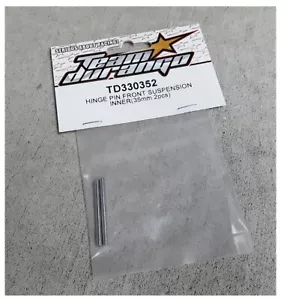 SERIOUS ABOUT RACING!
Team
Durango
TD330352
HINGE PIN FRONT SUSPENSION
INNER(35mm 2pcs)